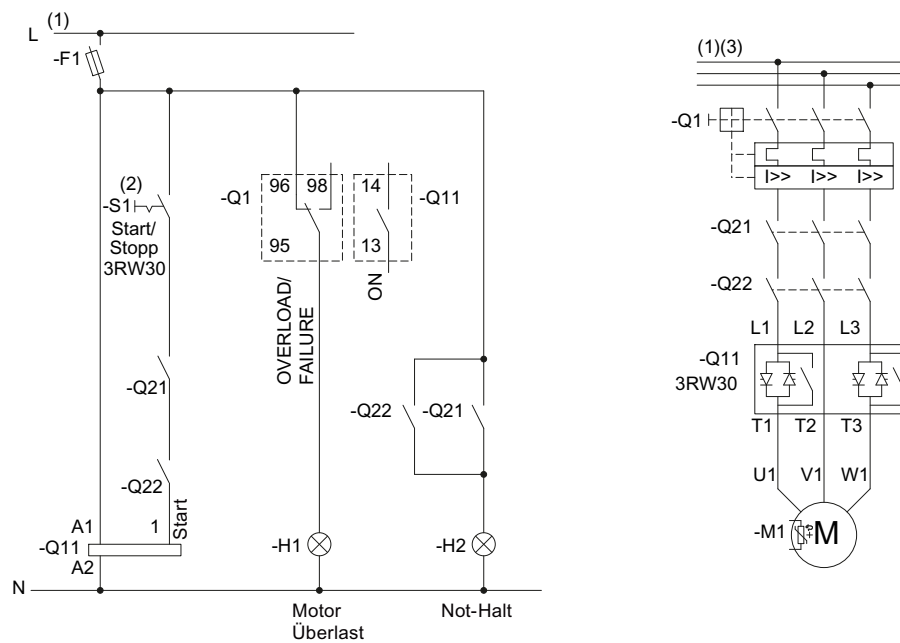 L (1)
-F1
(2)
-S1
Start/
Stopp
3RW30
-Q21
-Q22
A1
1
Start
-Q11
A2
N
-Q1
96
98
95
14
13
-Q11
OVERLOAD/
FAILURE
ON
-Q22
-Q21
-H1
-H2
Motor
Überlast
Not-Halt
(1)(3)
-Q1
I>> I>> I>>
-Q21
-Q22
L1 L2 L3
-Q11
3RW30
T1 T2 T3
U1 V1 W1
-M1
M